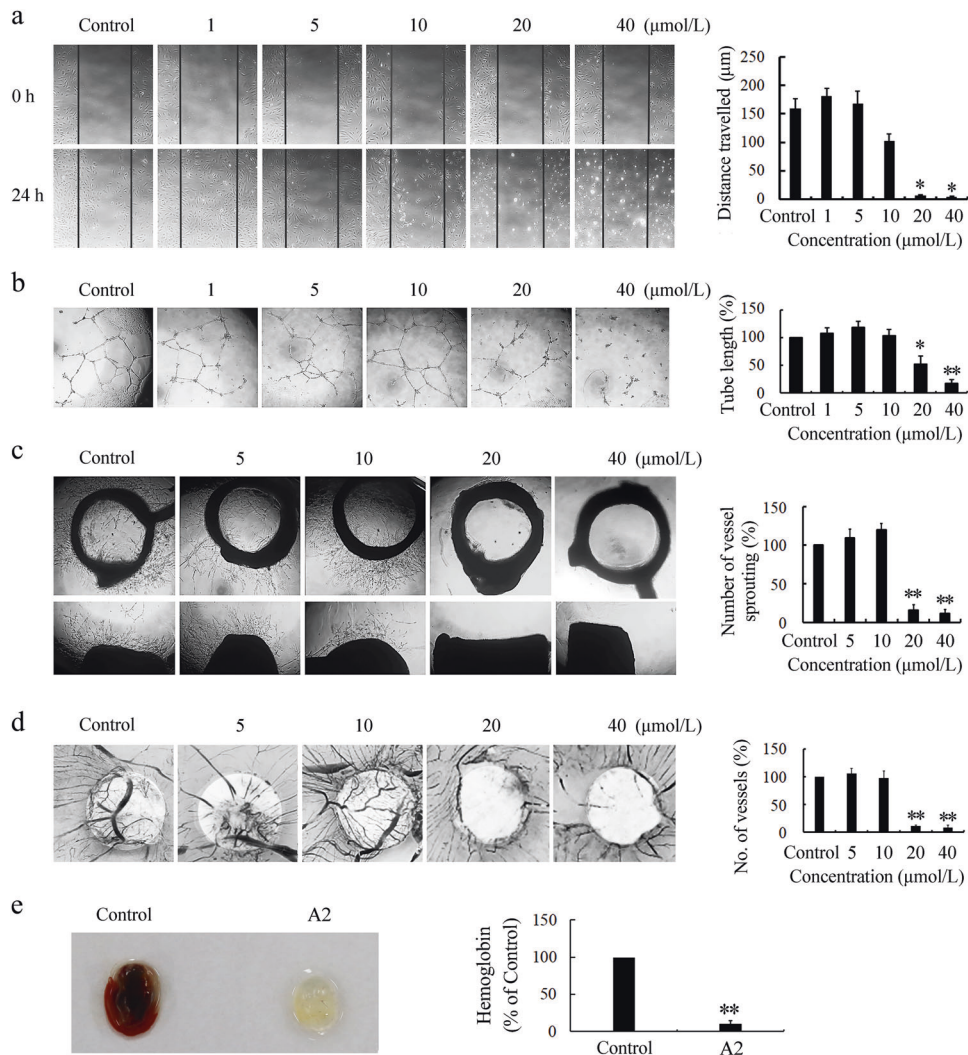 a
Control 1 5 10 20 40 (μmol/L)
0 h
24 h
Distance travelled (μm)
250
200
150
100
50
0
* *
Control 1 5 10 20 40
Concentration (μmol/L)
b
Control 1 5 10 20 40 (μmol/L)
Tube length (%)
150
100
50
0
* **
Control 1 5 10 20 40
Concentration (μmol/L)
c
Control 5 10 20 40 (μmol/L)
Number of vessel
sprouting (%)
150
100
50
0
** **
Control 5 10 20 40
Concentration (μmol/L)
d
Control 5 10 20 40 (μmol/L)
No. of vessels (%)
150
100
50
0
** **
Control 5 10 20 40
Concentration (μmol/L)
e
Control A2
Hemoglobin
(% of Control)
150
100
50
0
**
Control A2